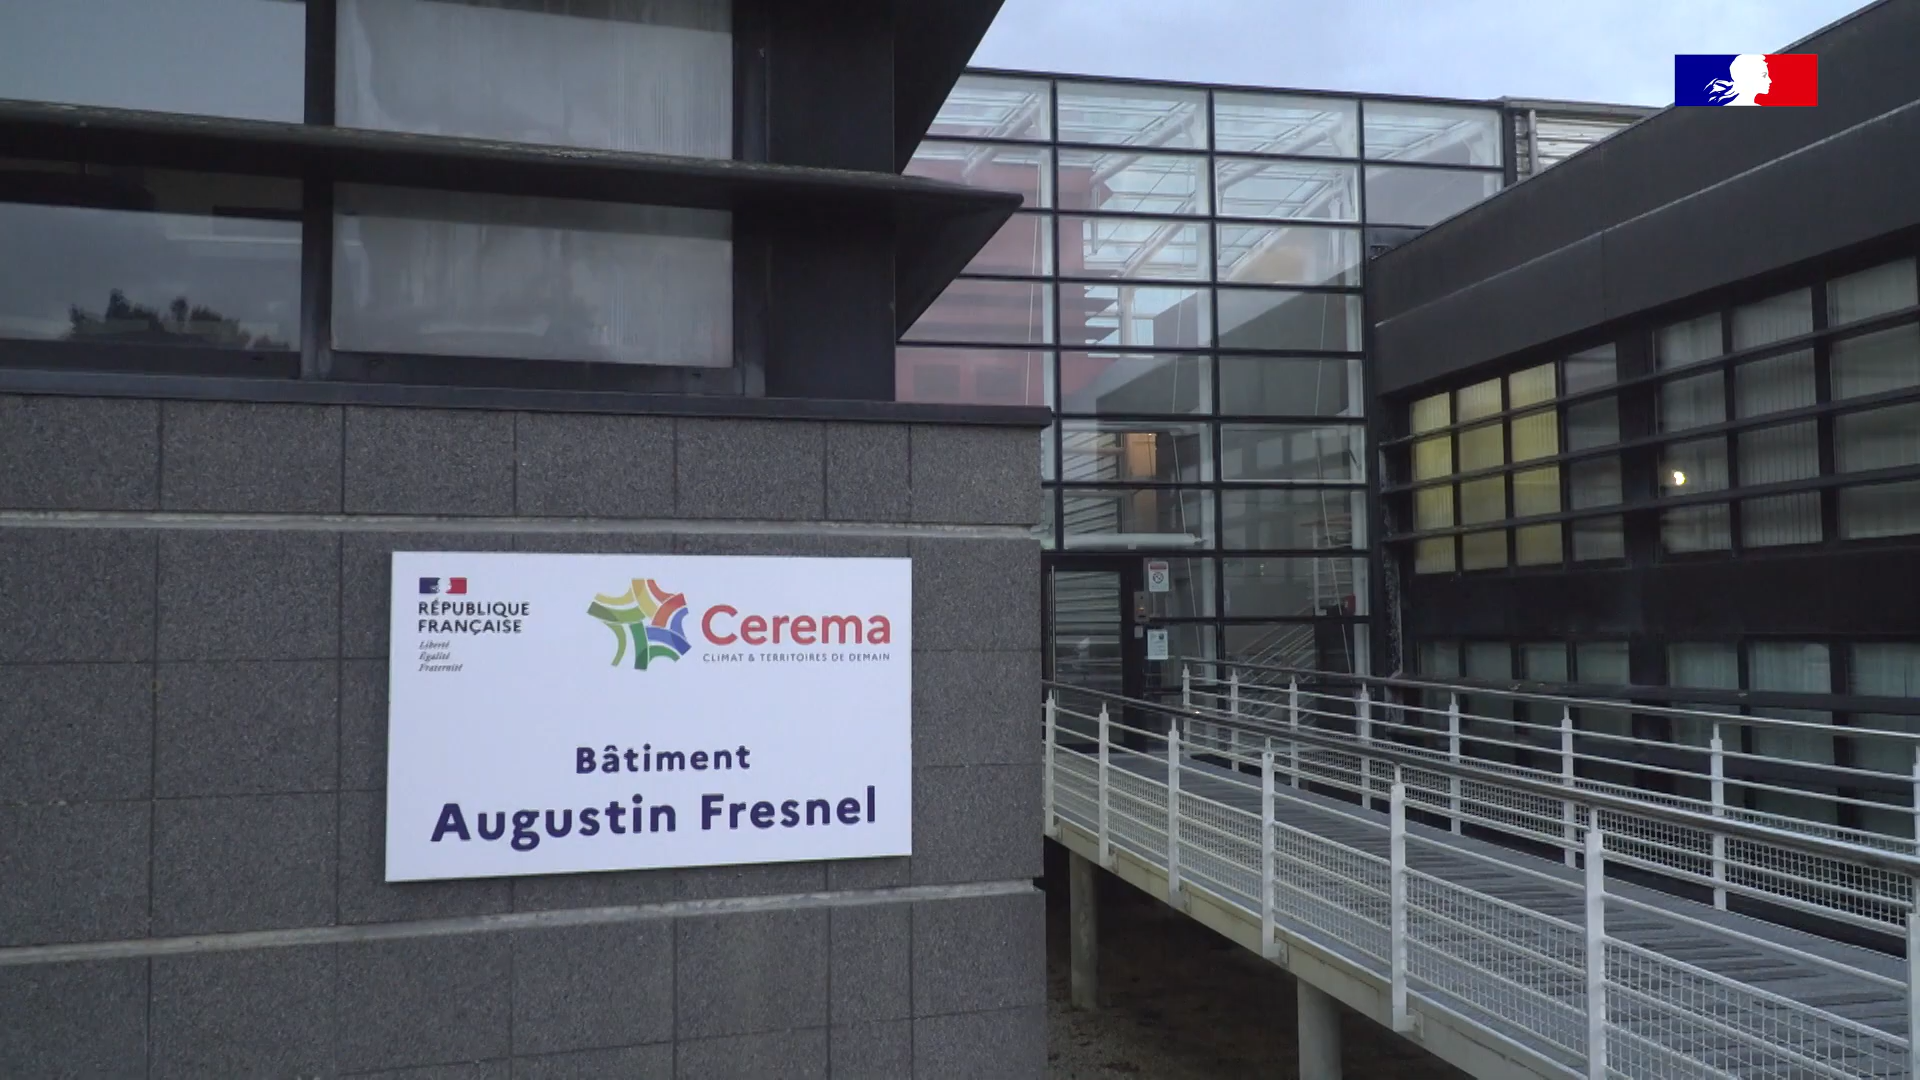 RÉPUBLIQUE
FRANÇAISE
Liberté
Égalité
Fraternité
Cerema
CLIMAT & TERRITOIRES DE DEMAIN
Bâtiment
Augustin Fresnel